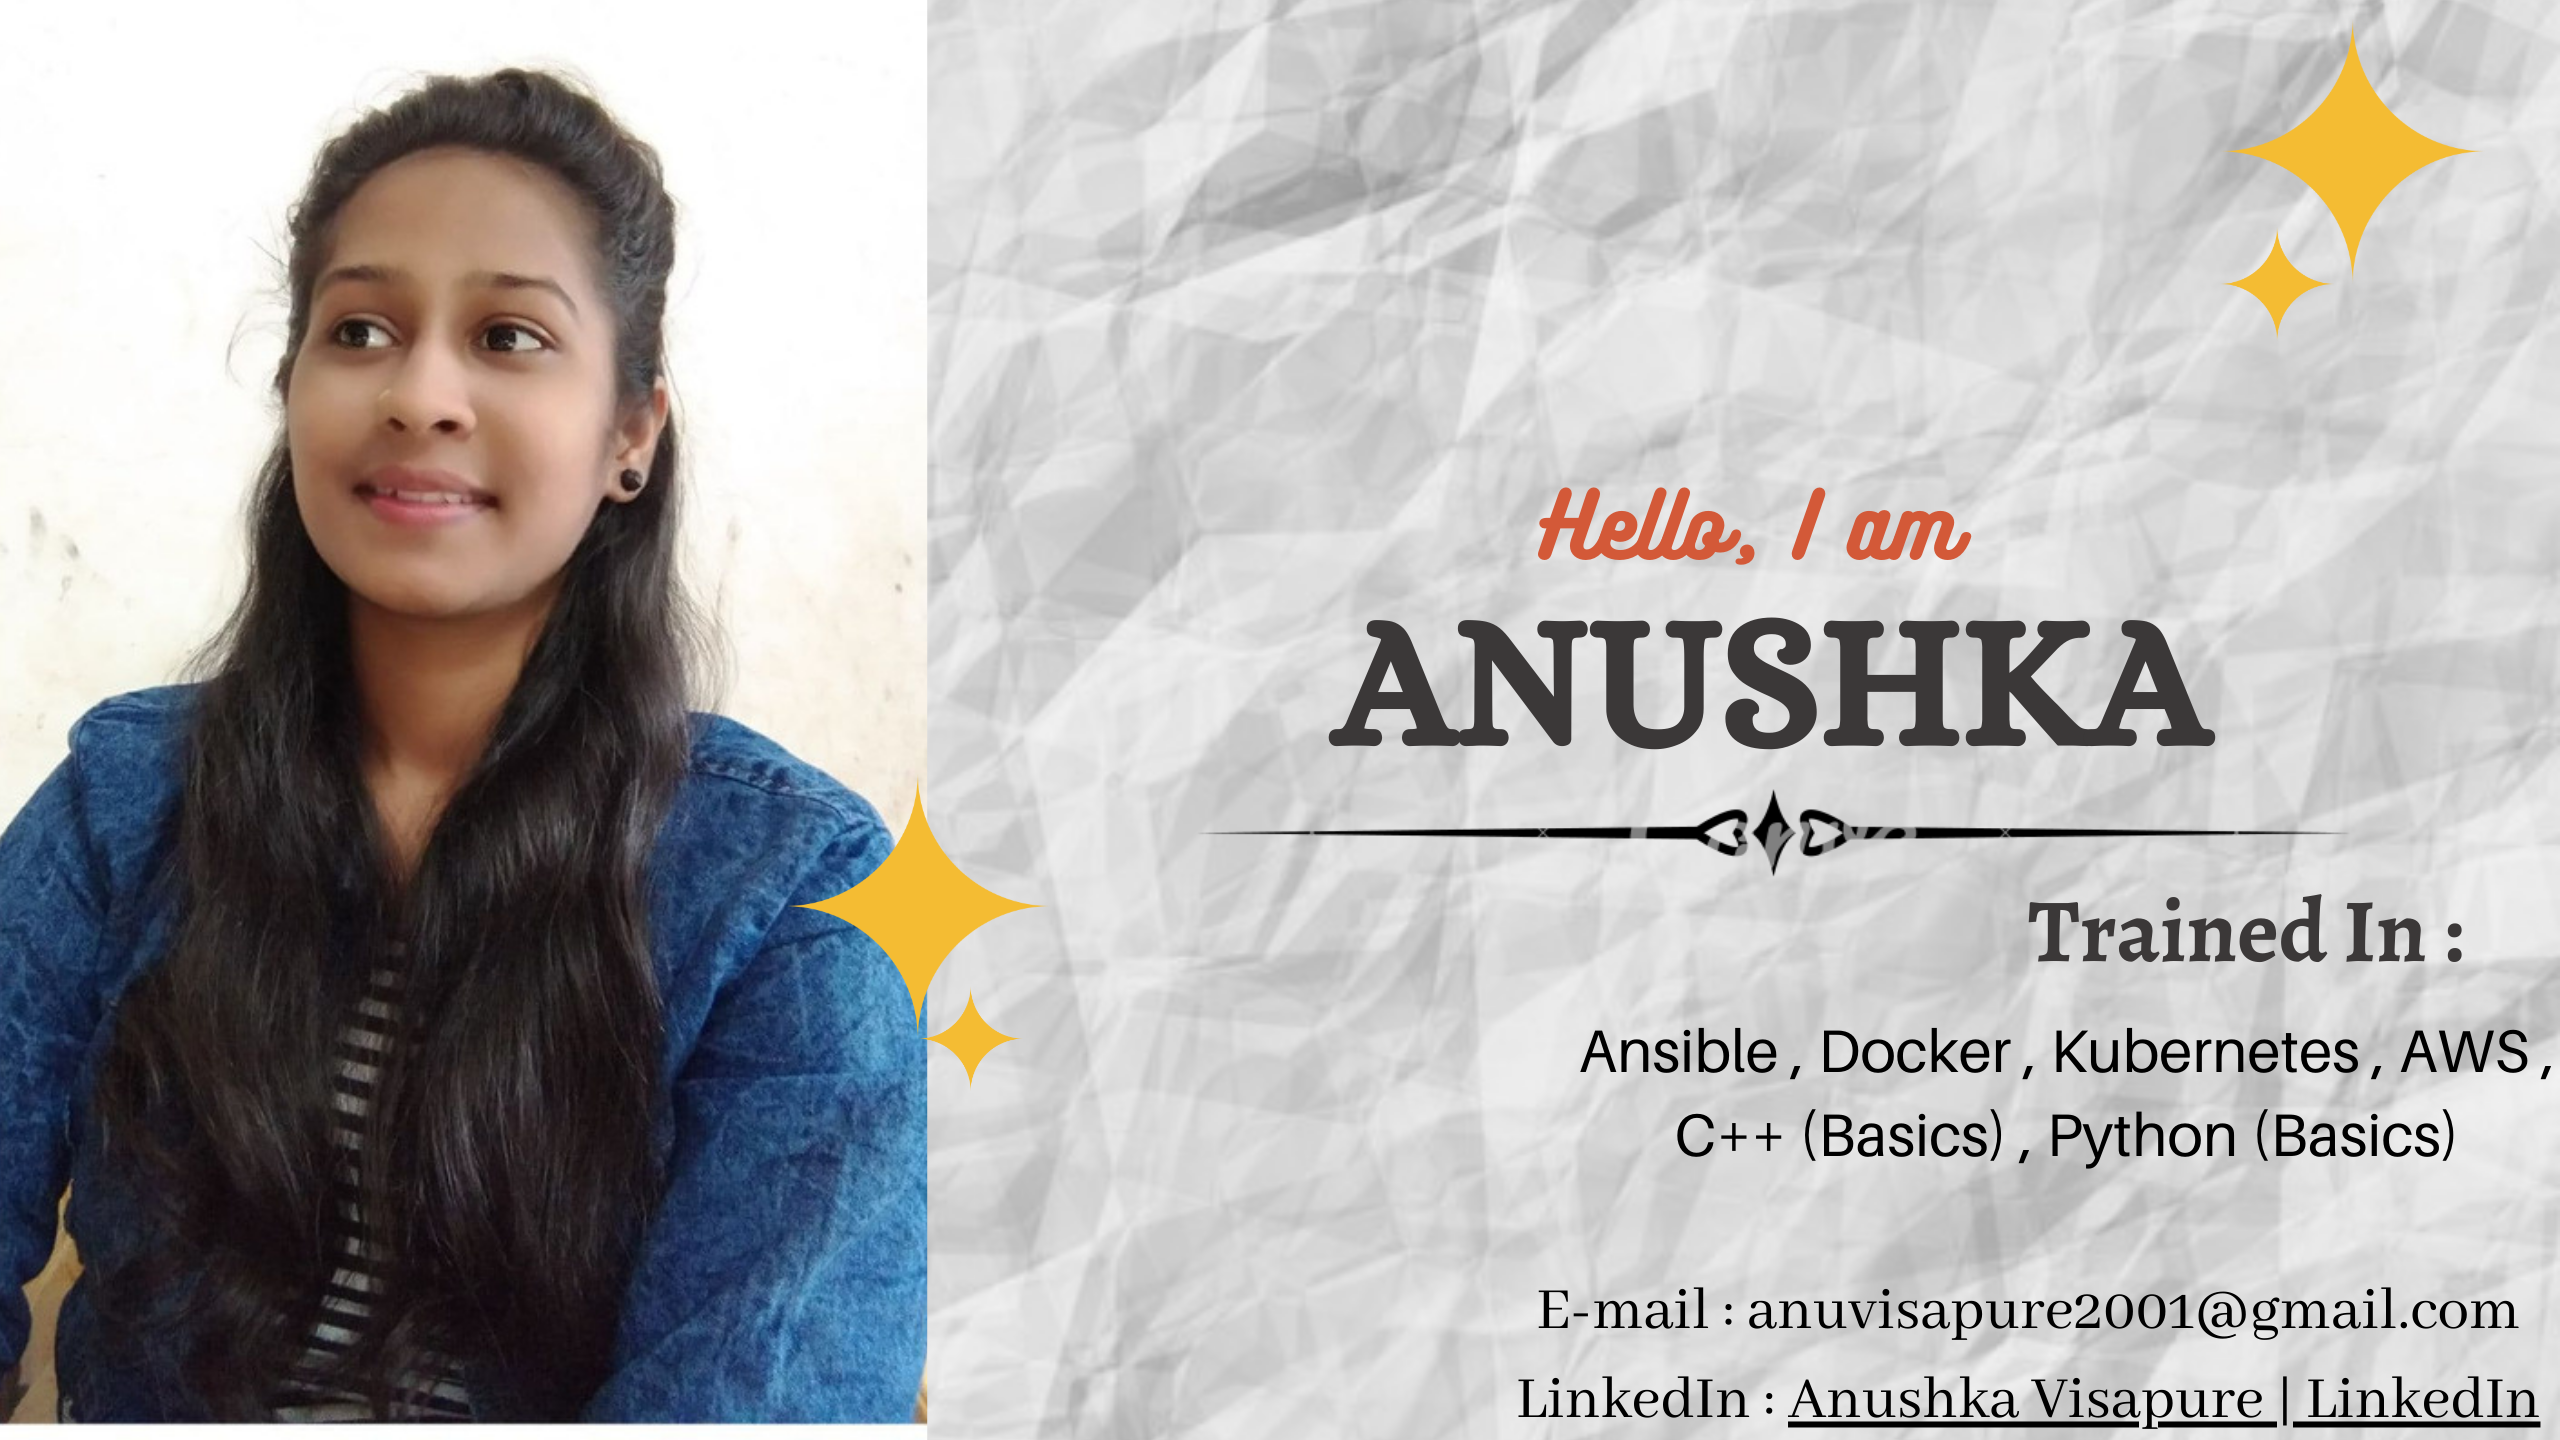 Hello, I am
ANUSHKA
Trained In :
Ansible , Docker , Kubernetes , AWS ,
C++ (Basics) , Python (Basics)
E-mail : anuvisapure2001@gmail.com
LinkedIn : Anushka Visapure | LinkedIn